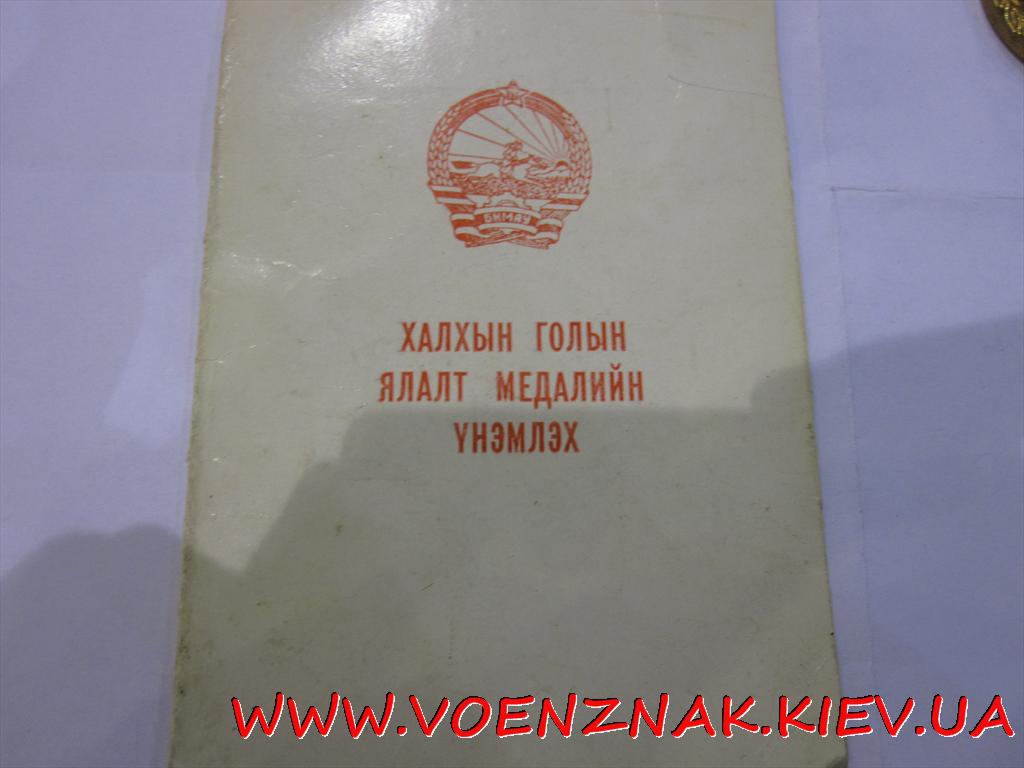 БНМАУ
ХАЛХЫН ГОЛЫН
ЯЛАЛТ МЕДАЛИЙН
ҮНЭМЛЭХ
WWW.VOENZNAK.KIEV.UA